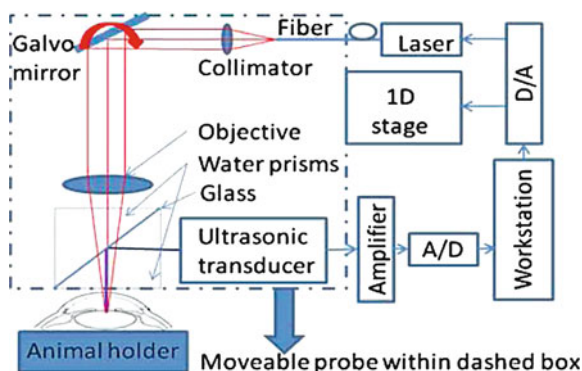 Galvo
mirror
Fiber
Collimator
Laser
D/A
1D
stage
Objective
Water prisms
Glass
Ultrasonic
transducer
Amplifier
A/D
Workstation
Animal holder
Moveable probe within dashed box